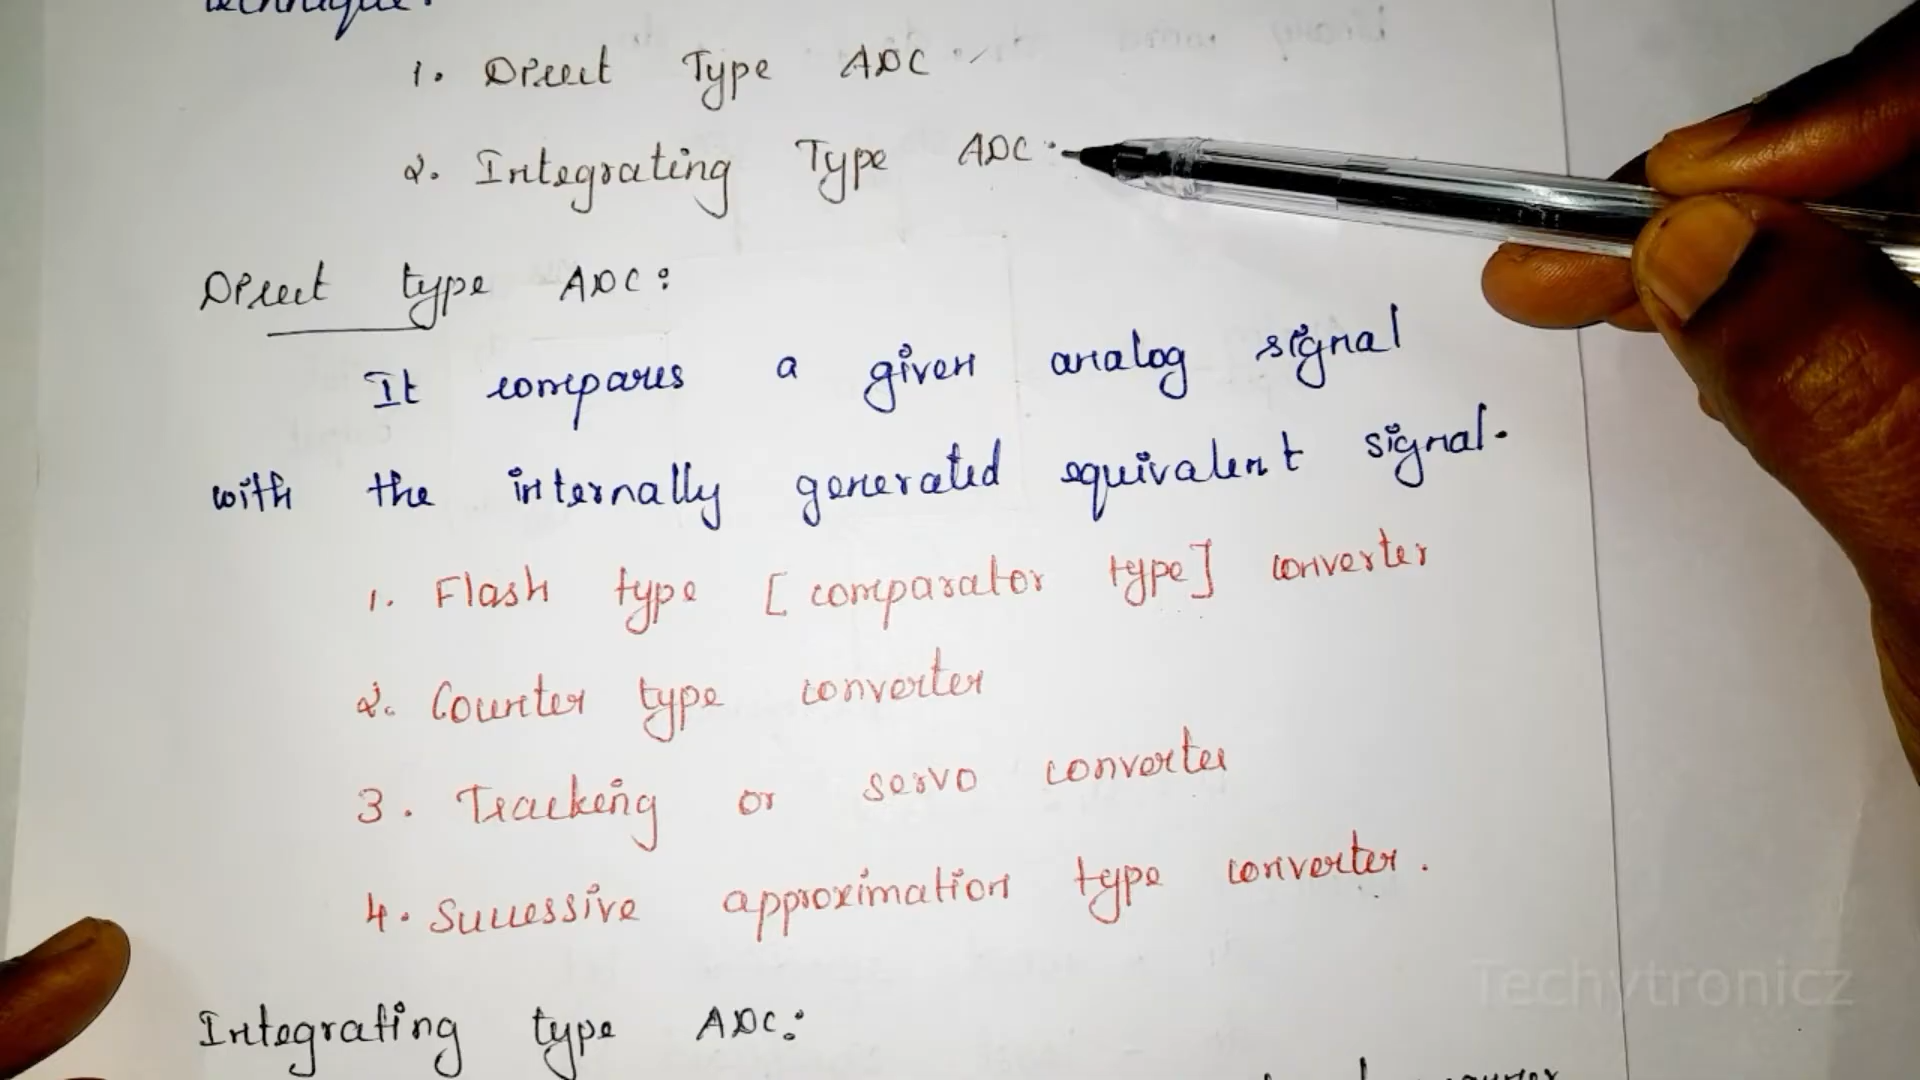 technique.
1. Direct Type ADC
2. Integrating Type ADC.
Direct type ADC:
It compares a given analog signal
with the internally generated equivalent signal.
1. Flash type [comparator type] converter
2. Counter type converter
3. Tracking or servo converter
4. Successive approximation type converter.
Techytronicz
Integrating type ADC: